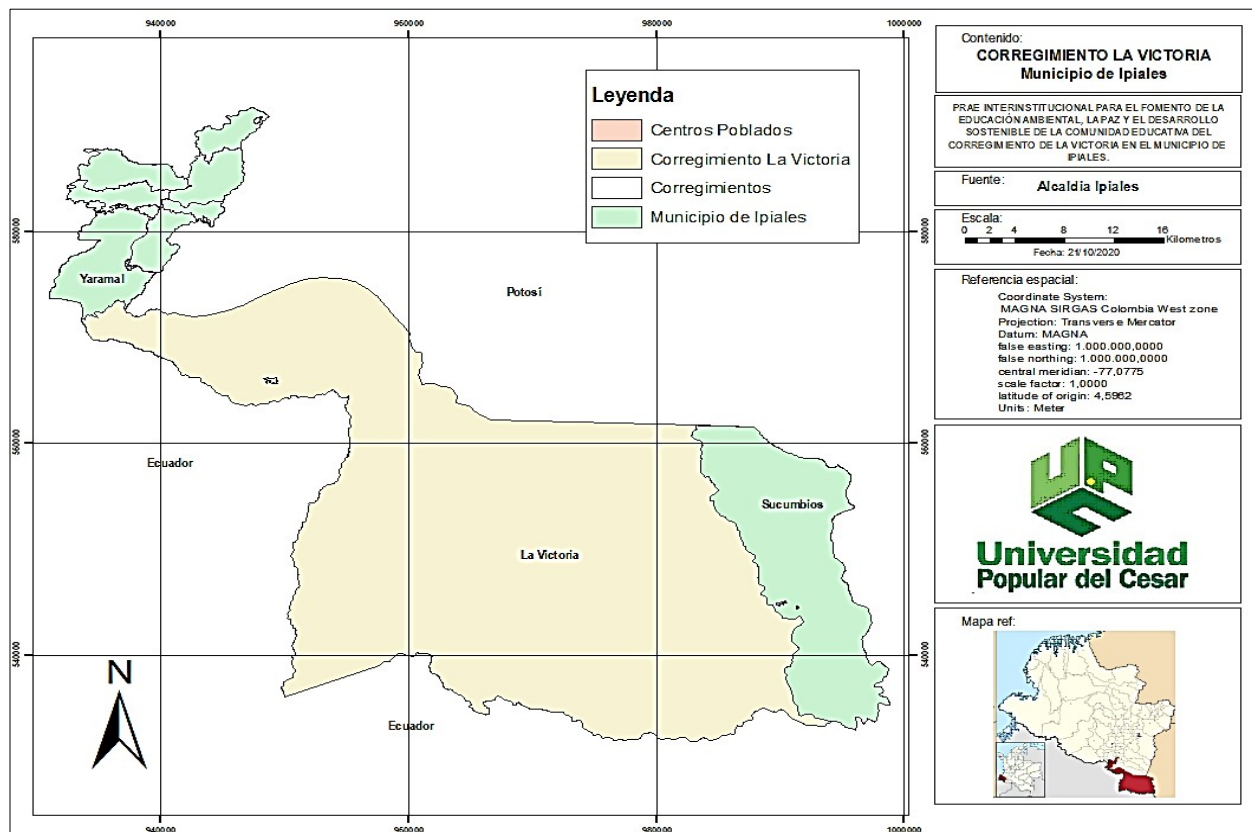 940000 960000 980000 1000000
580000
560000
540000
Leyenda
Centros Poblados
Corregimiento La Victoria
Corregimientos
Municipio de Ipiales
Yaramal
Potosí
Ecuador
Sucumbios
La Victoria
Ecuador
N
580000
560000
540000
940000 960000 980000 1000000
Contenido:
CORREGIMIENTO LA VICTORIA
Municipio de Ipiales
PRAE INTERINSTITUCIONAL PARA EL FOMENTO DE LA
EDUCACIÓN AMBIENTAL, LA PAZ Y EL DESARROLLO
SOSTENIBLE DE LA COMUNIDAD EDUCATIVA DEL
CORREGIMIENTO DE LA VICTORIA EN EL MUNICIPIO DE
IPIALES.
Fuente: Alcaldia Ipiales
Escala:
0 2 4 8 12 16
Kilometros
Fecha: 21/10/2020
Referencia espacial:
Coordinate System:
MAGNA SIRGAS Colombia West zone
Projection: Transverse Mercator
Datum: MAGNA
false easting: 1.000.000,0000
false northing: 1.000.000,0000
central meridian: -77,0775
scale factor: 1,0000
latitude of origin: 4,5962
Units: Meter
UPC
Universidad
Popular del Cesar
Mapa ref: